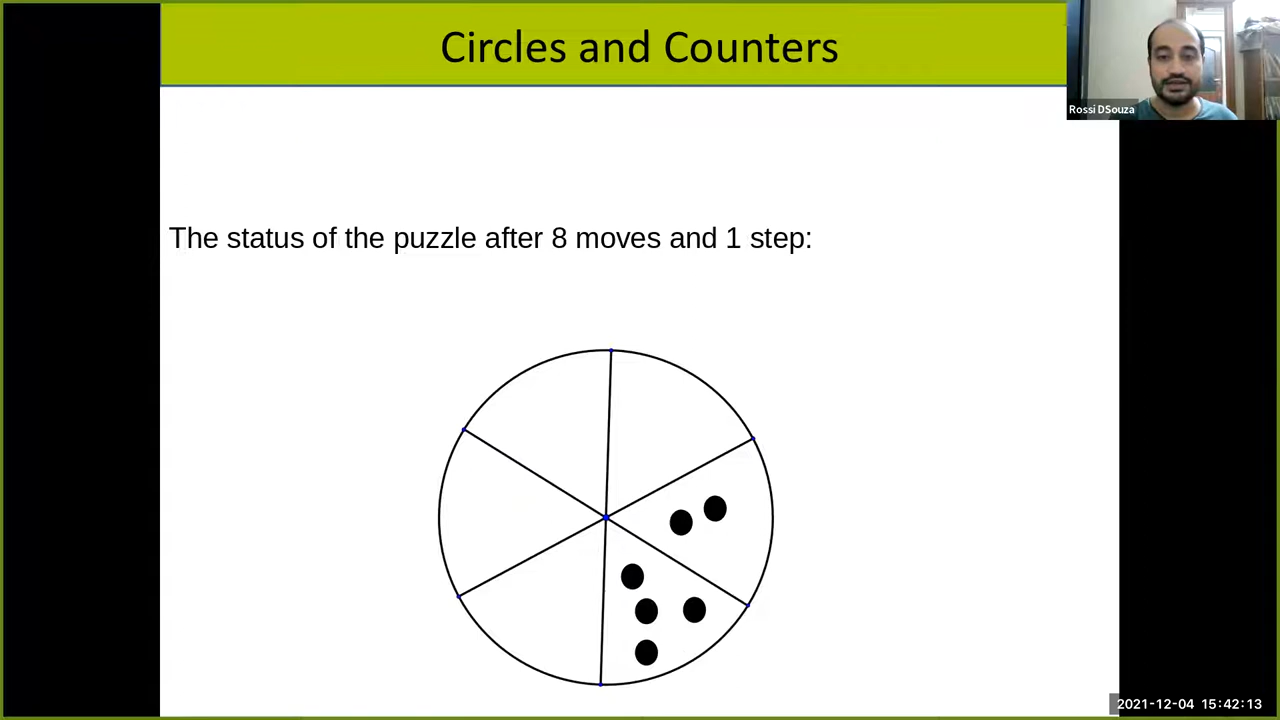 Circles and Counters
Rossi DSouza
The status of the puzzle after 8 moves and 1 step:
2021-12-04 15:42:13